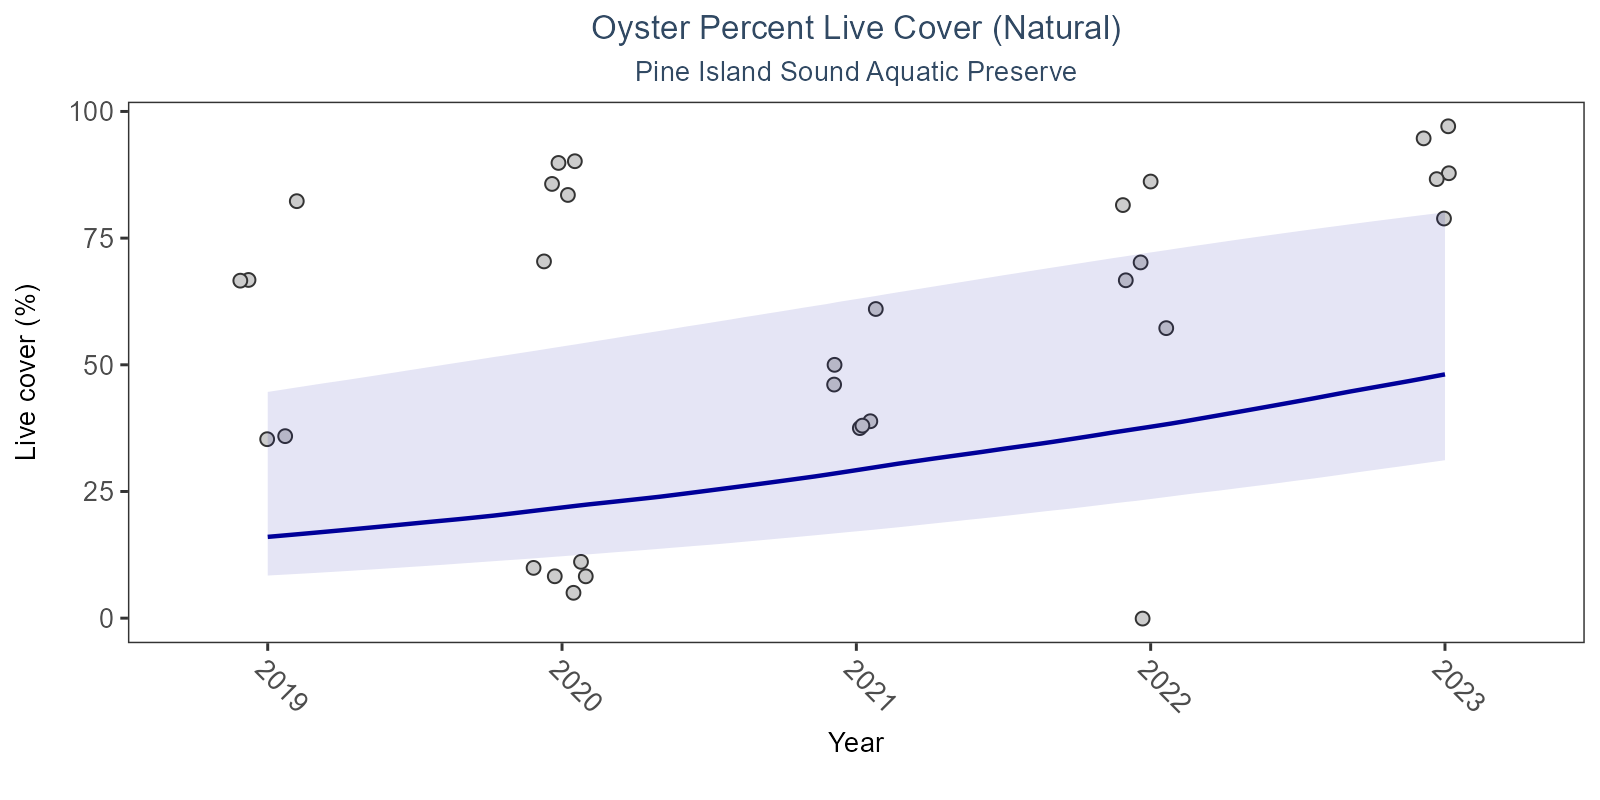 Oyster Percent Live Cover (Natural)
Pine Island Sound Aquatic Preserve
Live cover (%)
100
75
50
25
0
2019
2020
2021
2022
2023
Year